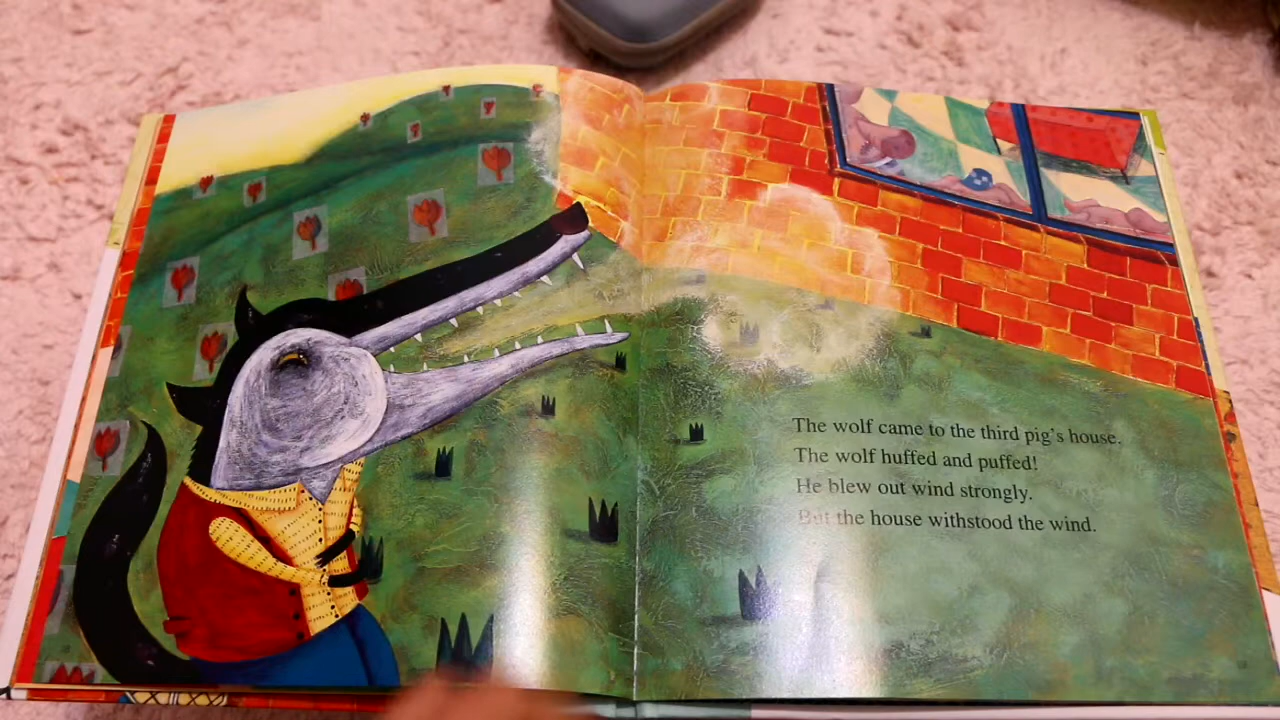 The wolf came to the third pig's house.
The wolf huffed and puffed!
He blew out wind strongly.
But the house withstood the wind.